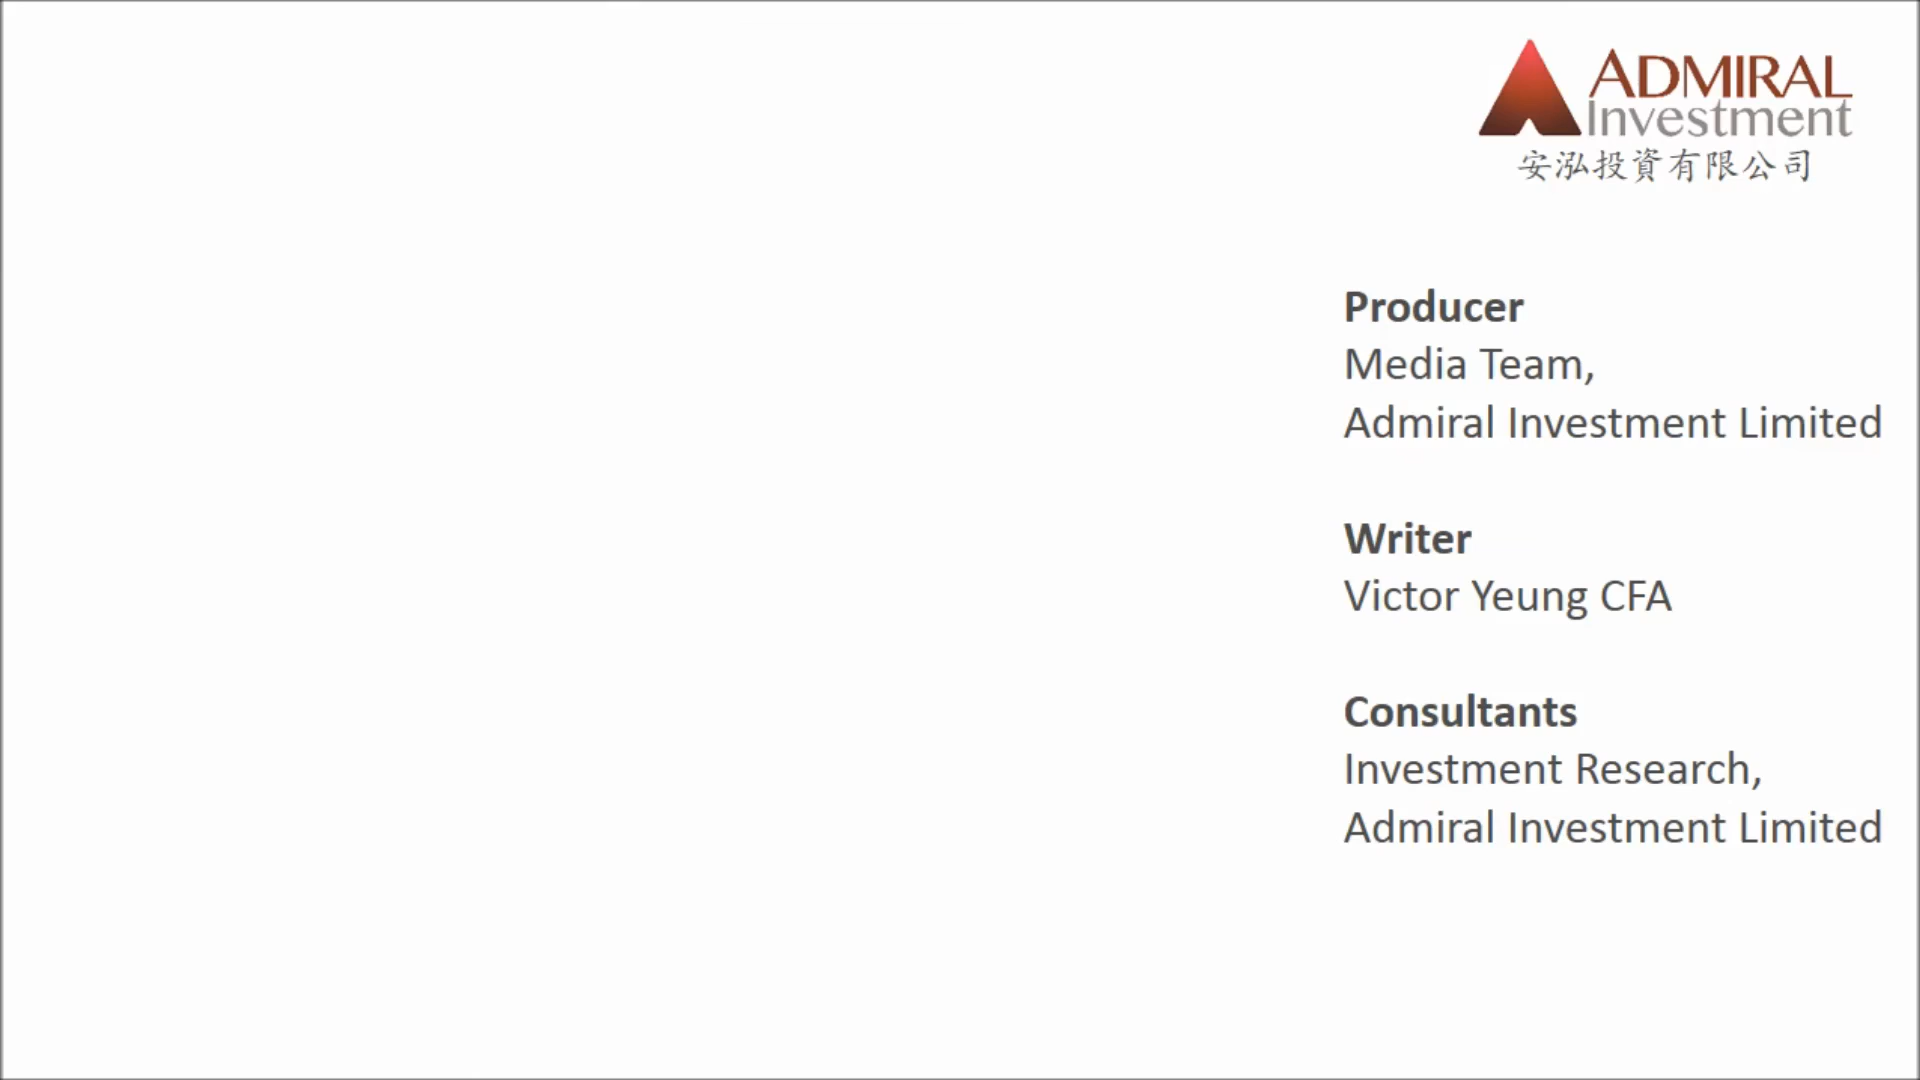 ADMIRAL
Investment
安泓投資有限公司
Producer
Media Team,
Admiral Investment Limited
Writer
Victor Yeung CFA
Consultants
Investment Research,
Admiral Investment Limited